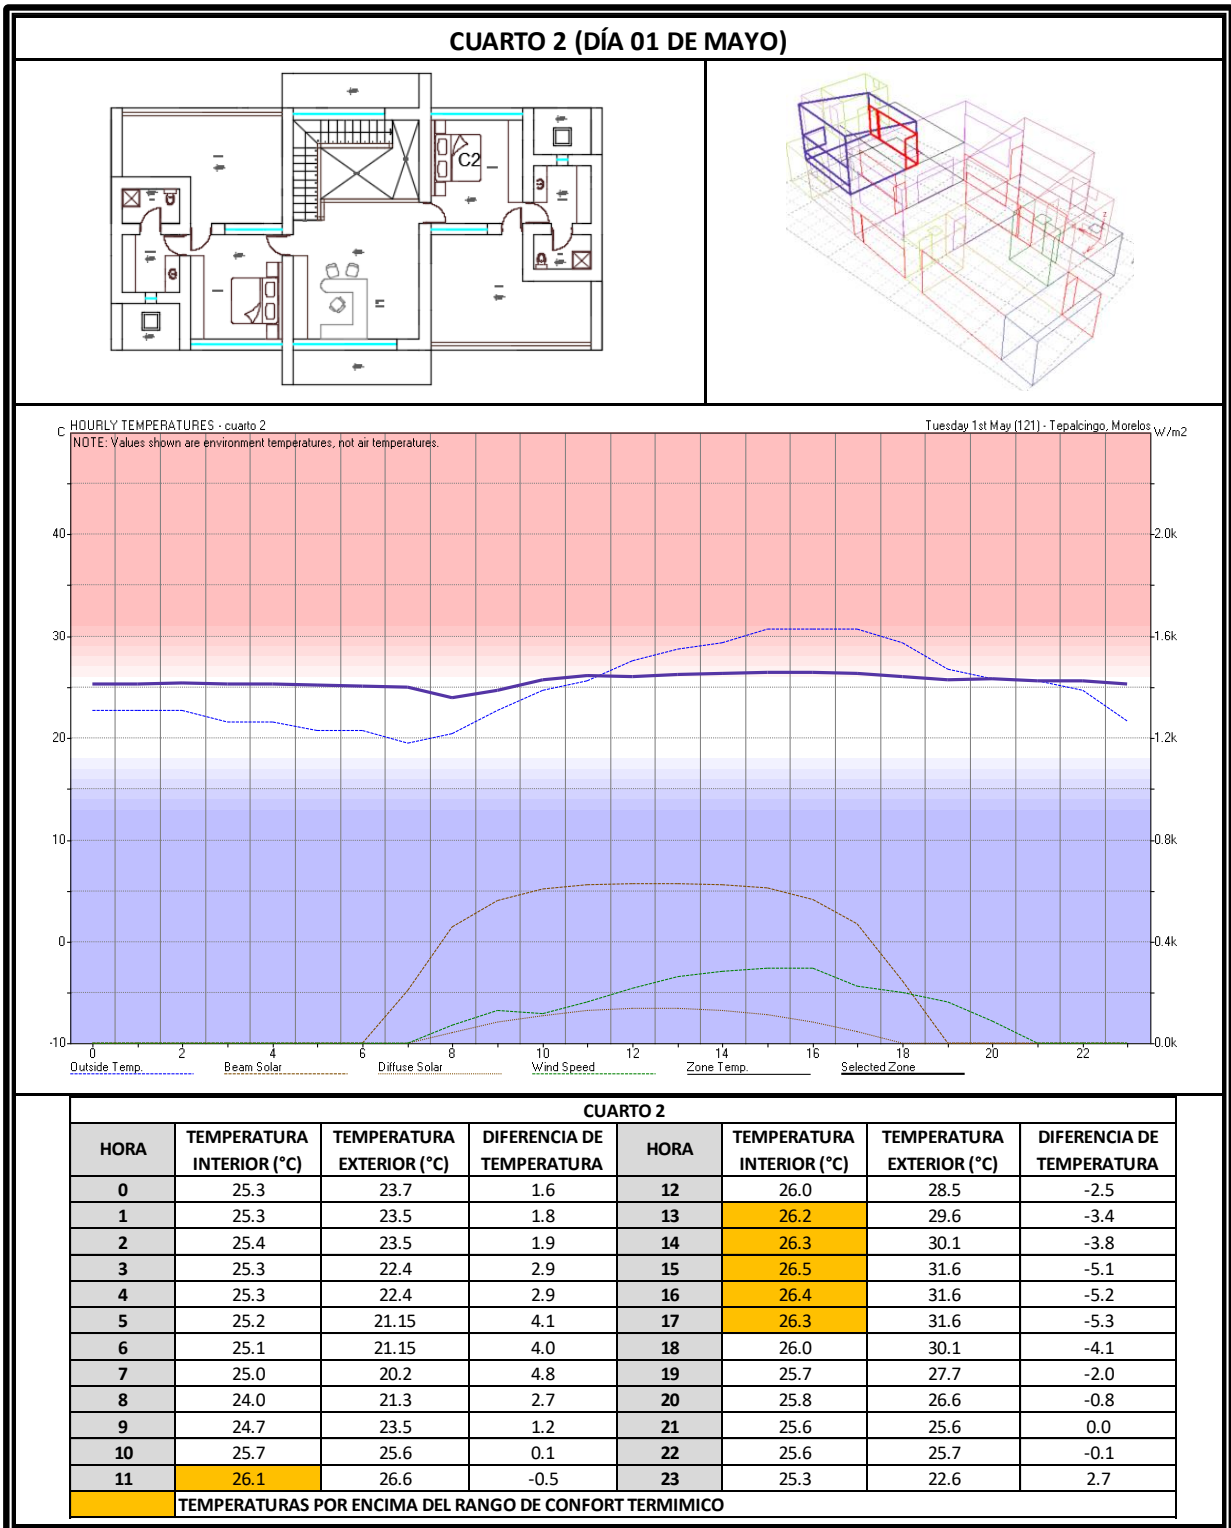 CUARTO 2 (DÍA 01 DE MAYO)
C2
C HOURLY TEMPERATURES - cuarto 2 Tuesday 1st May (121) - Tepalcingo, Morelos W/m2
NOTE: Values shown are environment temperatures, not air temperatures.
40 2.0k
30 1.6k
20 1.2k
10 0.8k
0 0.4k
-10 0.0k
0 2 4 6 8 10 12 14 16 18 20 22
Outside Temp. Beam Solar Diffuse Solar Wind Speed Zone Temp. Selected Zone
CUARTO 2
HORA TEMPERATURA INTERIOR (°C) TEMPERATURA EXTERIOR (°C) DIFERENCIA DE TEMPERATURA HORA TEMPERATURA INTERIOR (°C) TEMPERATURA EXTERIOR (°C) DIFERENCIA DE TEMPERATURA
0 25.3 23.7 1.6 12 26.0 28.5 -2.5
1 25.3 23.5 1.8 13 26.2 29.6 -3.4
2 25.4 23.5 1.9 14 26.3 30.1 -3.8
3 25.3 22.4 2.9 15 26.5 31.6 -5.1
4 25.3 22.4 2.9 16 26.4 31.6 -5.2
5 25.2 21.15 4.1 17 26.3 31.6 -5.3
6 25.1 21.15 4.0 18 26.0 30.1 -4.1
7 25.0 20.2 4.8 19 25.7 27.7 -2.0
8 24.0 21.3 2.7 20 25.8 26.6 -0.8
9 24.7 23.5 1.2 21 25.6 25.6 0.0
10 25.7 25.6 0.1 22 25.6 25.7 -0.1
11 26.1 26.6 -0.5 23 25.3 22.6 2.7
TEMPERATURAS POR ENCIMA DEL RANGO DE CONFORT TERMIMICO